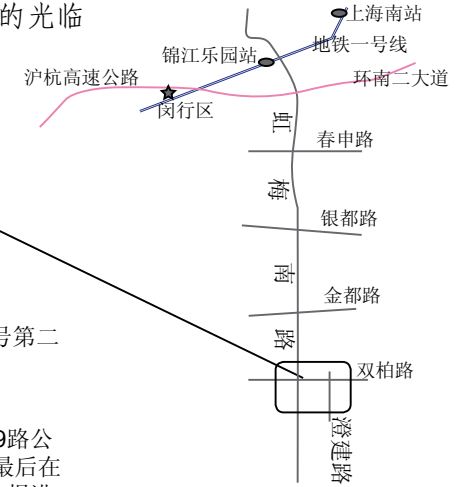 的光临
上海南站
地铁一号线
锦江乐园站
沪杭高速公路
环南二大道
闵行区
虹梅南路
春申路
银都路
金都路
号第二
双柏路
澄建路
9路公
最后在